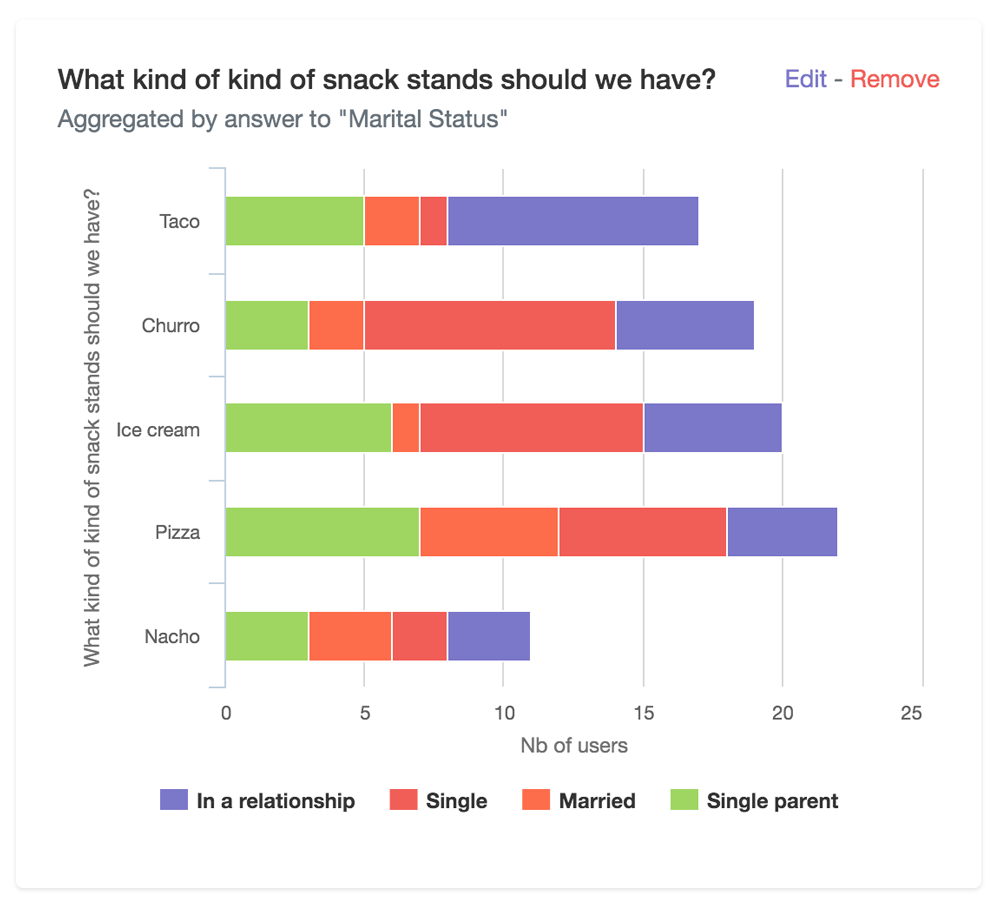 What kind of kind of snack stands should we have?
Edit - Remove
Aggregated by answer to "Marital Status"
What kind of kind of snack stands should we have?
Taco
Churro
Ice cream
Pizza
Nacho
0 5 10 15 20 25
Nb of users
In a relationship Single Married Single parent